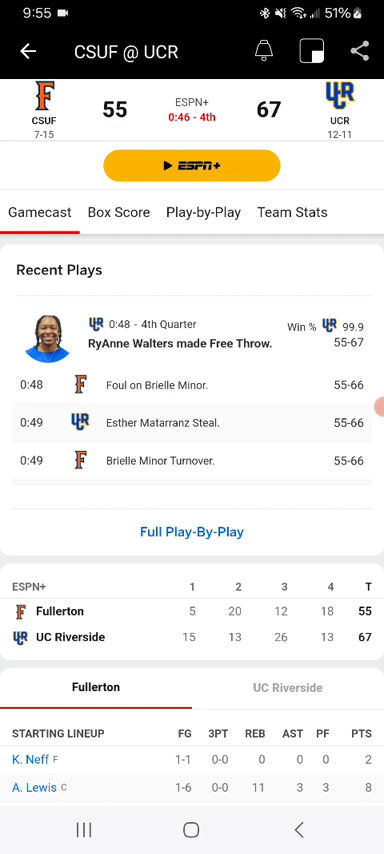 9:55 51%
CSUF @ UCR
55 ESPN+ 67
0:46 - 4th
CSUF UCR
7-15 12-11
ESPN+
Gamecast Box Score Play-by-Play Team Stats
Recent Plays
0:48 - 4th Quarter Win % 99.9
RyAnne Walters made Free Throw. 55-67
0:48 Foul on Brielle Minor. 55-66
0:49 Esther Matarranz Steal. 55-66
0:49 Brielle Minor Turnover. 55-66
Full Play-By-Play
ESPN+ 1 2 3 4 T
Fullerton 5 20 12 18 55
UC Riverside 15 13 26 13 67
Fullerton UC Riverside
STARTING LINEUP FG 3PT REB AST PF PTS
K. Neff F 1-1 0-0 0 0 0 2
A. Lewis C 1-6 0-0 11 3 3 8